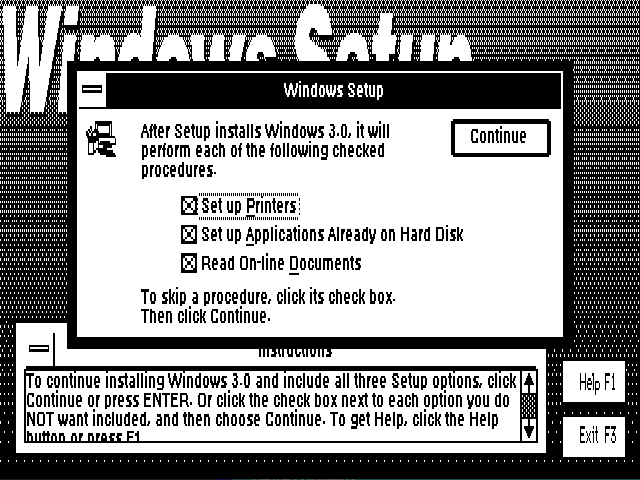 Windows Setup
Windows Setup
After Setup installs Windows 3.0, it will
perform each of the following checked
procedures.
Continue
Set up Printers
Set up Applications Already on Hard Disk
Read On-line Documents
To skip a procedure, click its check box.
Then click Continue.
Instructions
To continue installing Windows 3.0 and include all three Setup options, click
Continue or press ENTER. Or click the check box next to each option you do
NOT want included, and then choose Continue. To get Help, click the Help
button or press F1.
Help F1
Exit F3